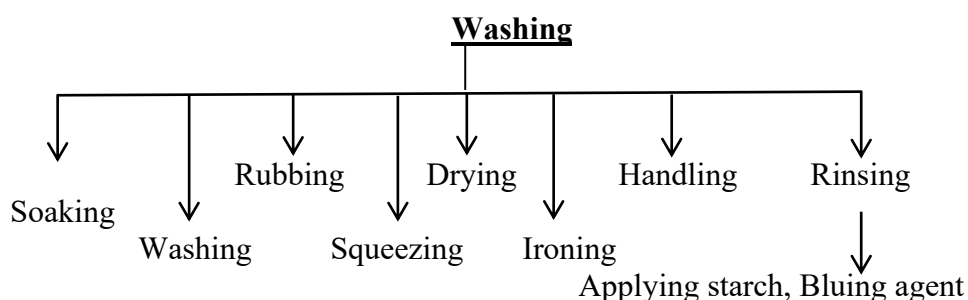 Washing
Rubbing Drying Handling Rinsing
Soaking
Washing Squeezing Ironing
Applying starch, Bluing agent